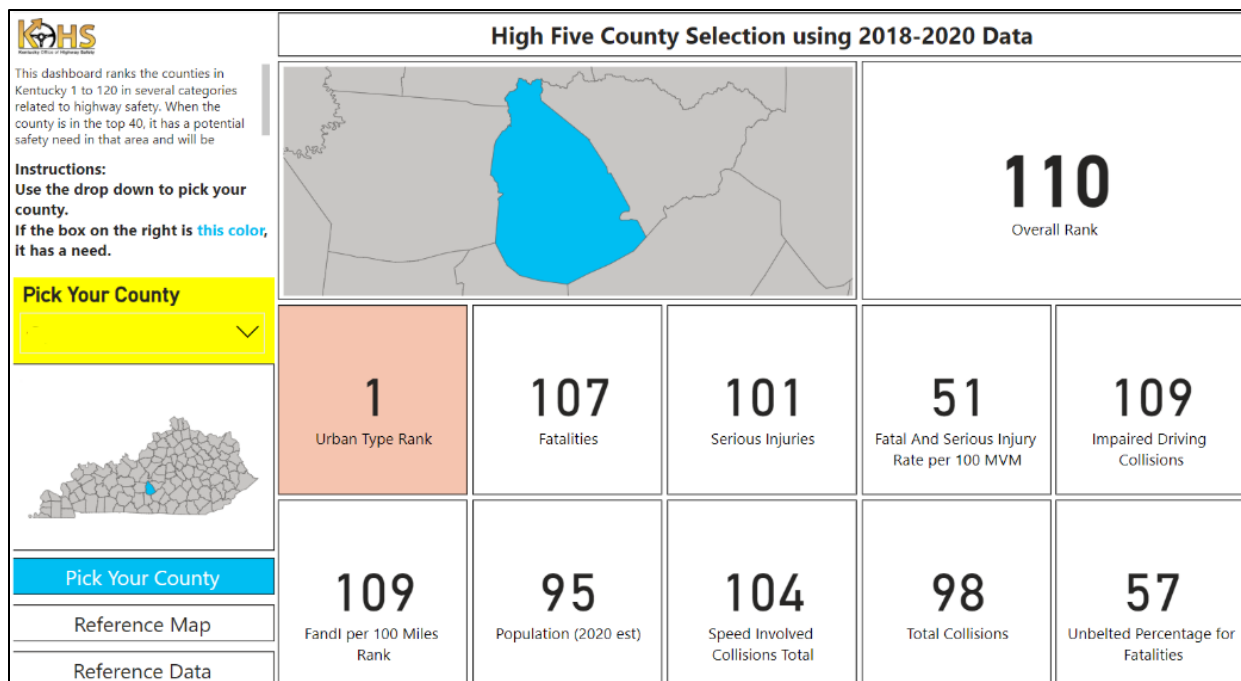 KOHS
Kentucky Office of Highway Safety
This dashboard ranks the counties in
Kentucky 1 to 120 in several categories
related to highway safety. When the
county is in the top 40, it has a potential
safety need in that area and will be
Instructions:
Use the drop down to pick your
county.
If the box on the right is this color,
it has a need.
Pick Your County
Pick Your County
Reference Map
Reference Data
High Five County Selection using 2018-2020 Data
110
Overall Rank
1
Urban Type Rank
107
Fatalities
101
Serious Injuries
51
Fatal And Serious Injury
Rate per 100 MVM
109
Impaired Driving
Collisions
109
FandI per 100 Miles
Rank
95
Population (2020 est)
104
Speed Involved
Collisions Total
98
Total Collisions
57
Unbelted Percentage for
Fatalities